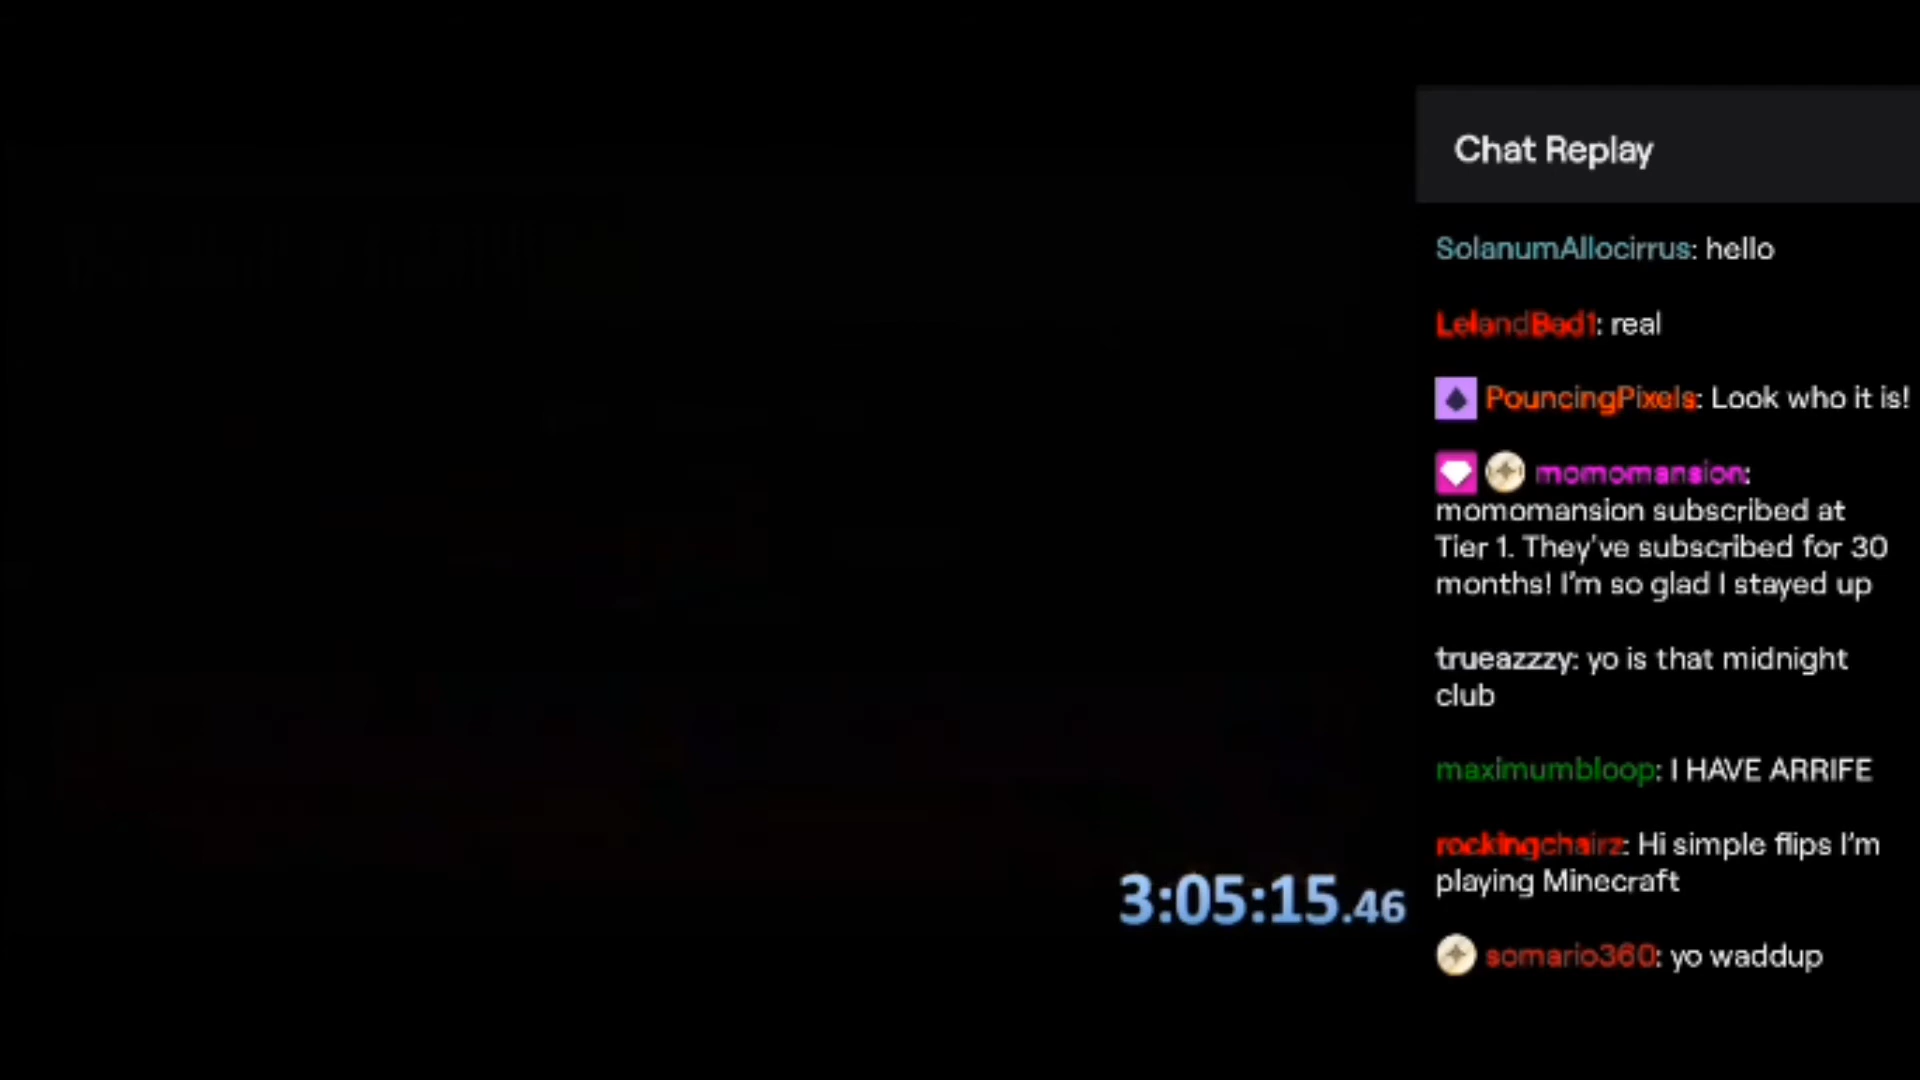 Chat Replay
SolanumAllocirrus: hello
LelandBad1: real
PouncingPixels: Look who it is!
momomansion:
momomansion subscribed at
Tier 1. They've subscribed for 30
months! I'm so glad I stayed up
trueazzzy: yo is that midnight
club
maximumbloop: I HAVE ARRIFE
rockingchairz: Hi simple flips I'm
playing Minecraft
3:05:15.46
somario360: yo waddup